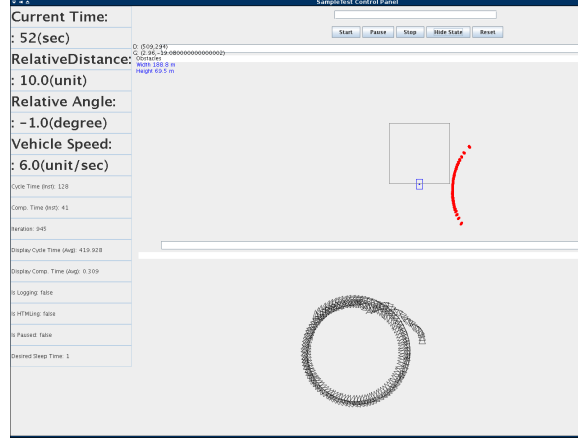 SampleTest Control Panel
Current Time:
: 52(sec)
RelativeDistance:
: 10.0(unit)
Relative Angle:
: −1.0(degree)
Vehicle Speed:
: 6.0(unit/sec)
Cycle Time (Inst): 128
Comp. Time (Inst): 41
Iteration: 945
Display Cycle Time (Avg): 419.928
Display Comp. Time (Avg): 0.309
Is Logging: false
Is HTMLing: false
Is Paused: false
Desired Sleep Time: 1
Start Pause Stop Hide State Reset
D: (509,294)
G: (2.96,-19.080000000000002)
Obstacles
Width 188.8 m
Height 69.5 m